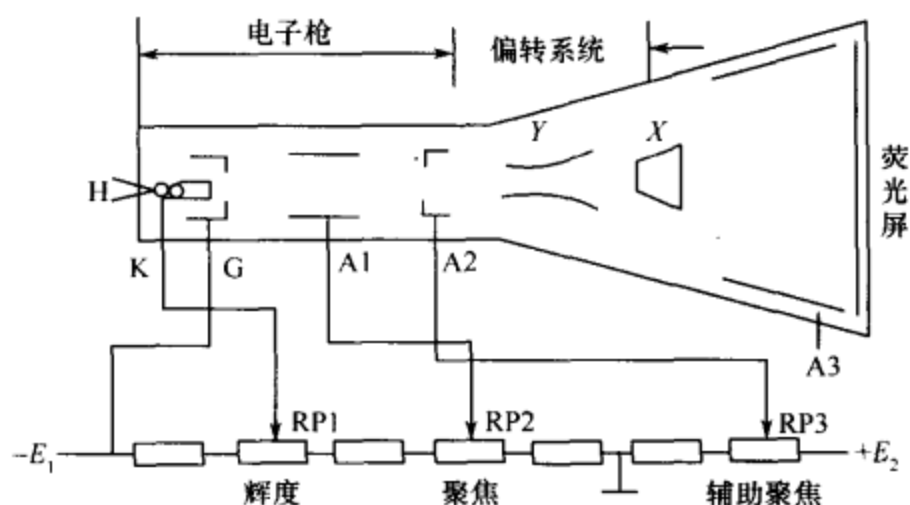 电子枪
偏转系统
Y
X
荧光屏
H
K
G
A1
A2
A3
RP1
RP2
RP3
-E₁
+E₂
辉度
聚焦
辅助聚焦